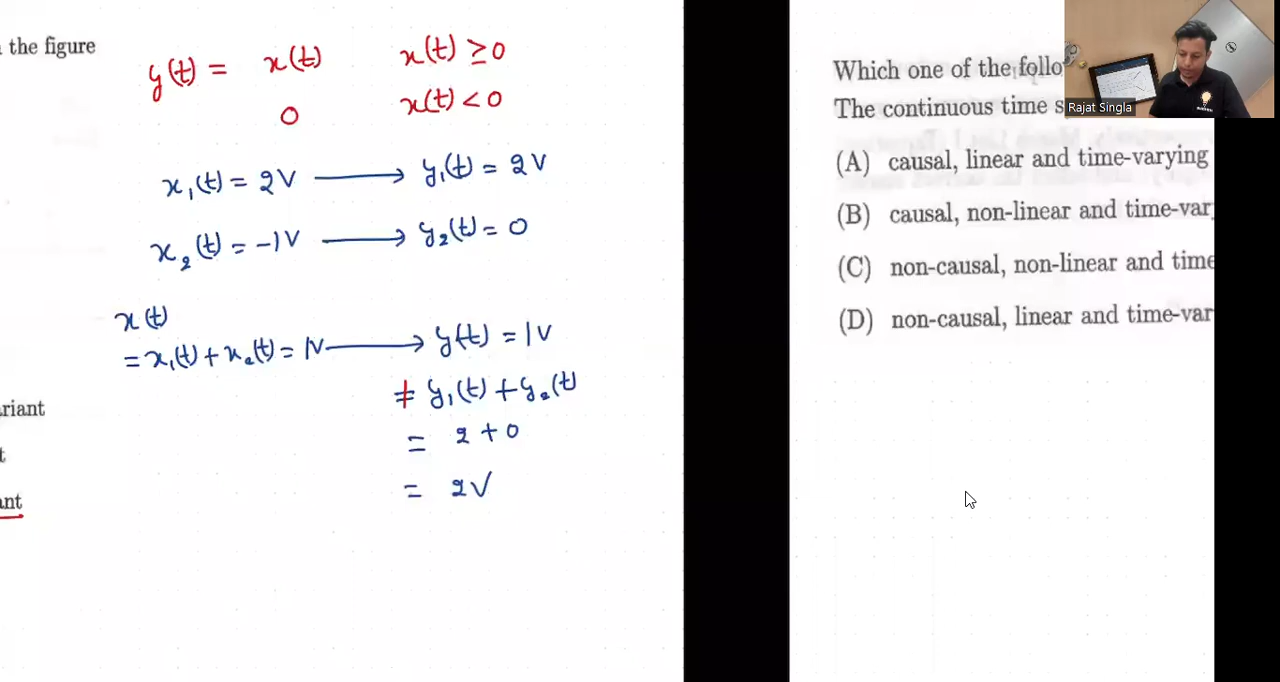 the figure
y(t) = x(t) x(t) ≥ 0
0 x(t) < 0
x₁(t) = 2V ⟶ y₁(t) = 2V
x₂(t) = -1V ⟶ y₂(t) = 0
x(t)
= x₁(t) + x₂(t) = 1V ⟶ y(t) = 1V
≠ y₁(t) + y₂(t)
= 2 + 0
= 2V
riant
t
ant
Which one of the follo
The continuous time s
(A) causal, linear and time-varying
(B) causal, non-linear and time-var
(C) non-causal, non-linear and time
(D) non-causal, linear and time-var
Rajat Singla